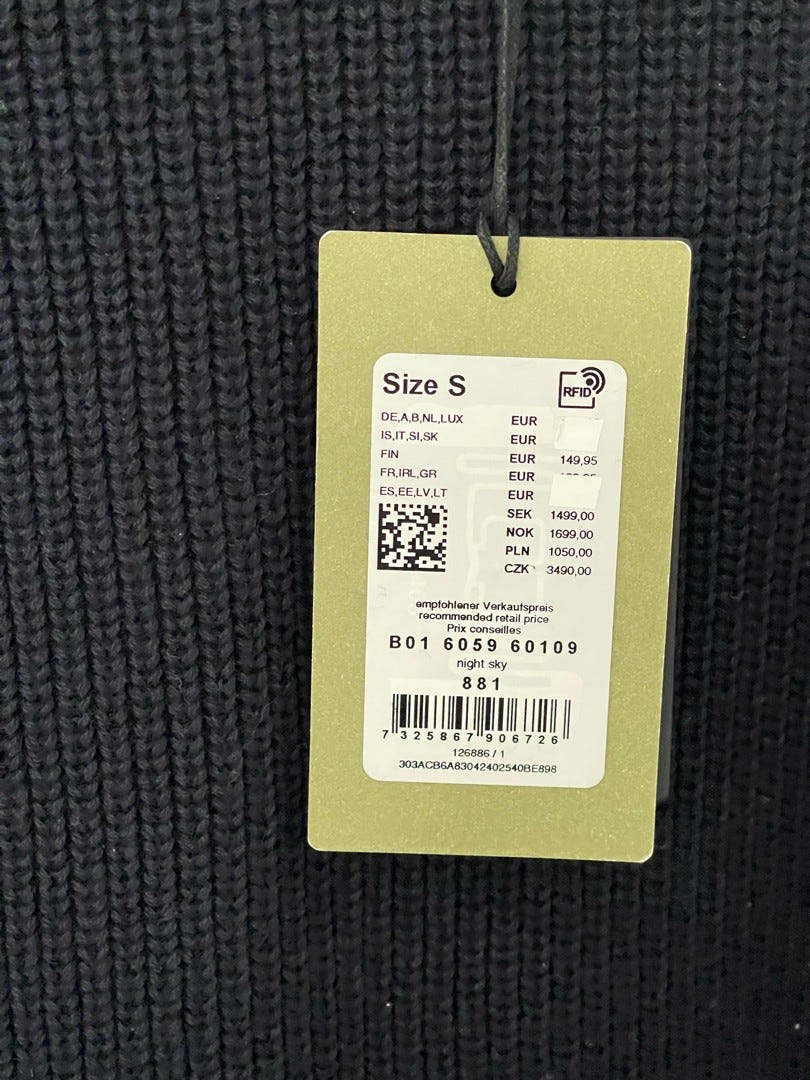 Size S
RFID
DE,A,B,NL,LUX EUR
IS,IT,SI,SK EUR
FIN EUR 149,95
FR,IRL,GR EUR
ES,EE,LV,LT EUR
SEK 1499,00
NOK 1699,00
PLN 1050,00
CZK 3490,00
empfohlener Verkaufspreis
recommended retail price
Prix conseilles
B01 6059 60109
night sky
881
7 325867 906726
126886 / 1
303ACB6A83042402540BE898